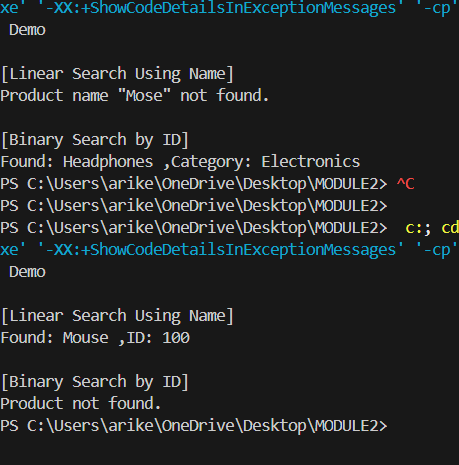 xe' '-XX:+ShowCodeDetailsInExceptionMessages' '-cp'
Demo
[Linear Search Using Name]
Product name "Mose" not found.
[Binary Search by ID]
Found: Headphones ,Category: Electronics
PS C:\Users\arike\OneDrive\Desktop\MODULE2> ^C
PS C:\Users\arike\OneDrive\Desktop\MODULE2>
PS C:\Users\arike\OneDrive\Desktop\MODULE2>  c:; cd
xe' '-XX:+ShowCodeDetailsInExceptionMessages' '-cp'
Demo
[Linear Search Using Name]
Found: Mouse ,ID: 100
[Binary Search by ID]
Product not found.
PS C:\Users\arike\OneDrive\Desktop\MODULE2>